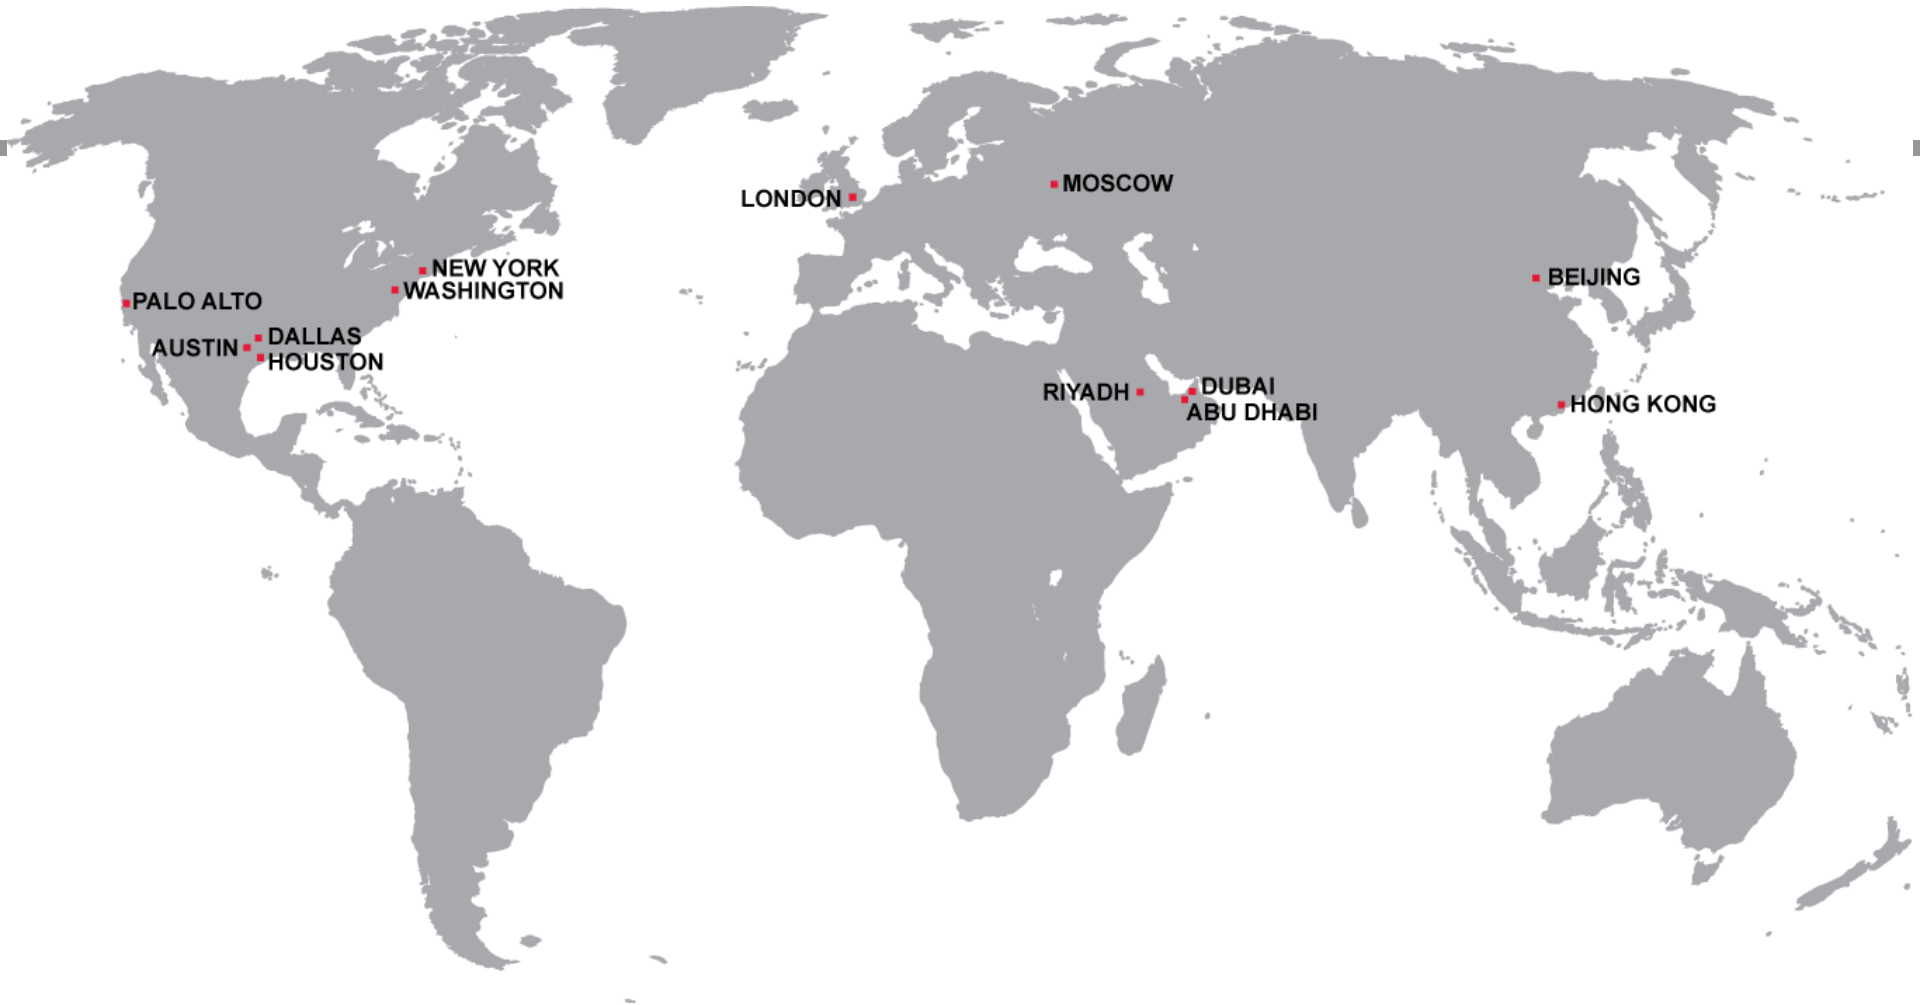 MOSCOW
LONDON
NEW YORK
WASHINGTON
PALO ALTO
DALLAS
AUSTIN
HOUSTON
BEIJING
RIYADH
DUBAI
ABU DHABI
HONG KONG